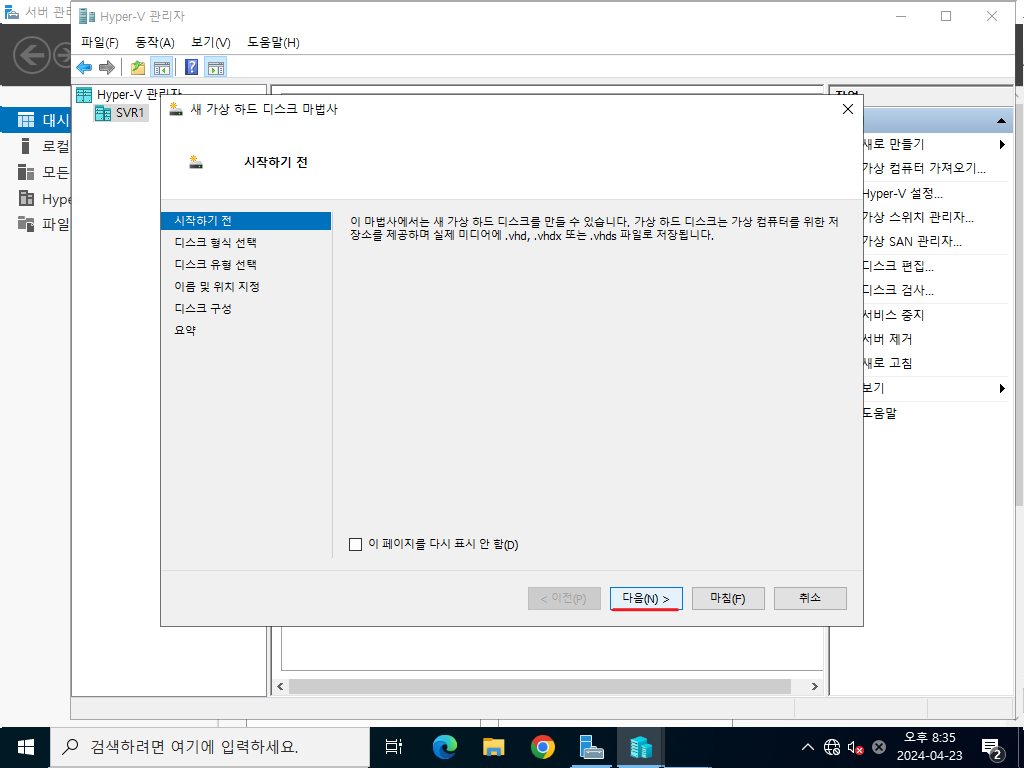 서버 관리
Hyper-V 관리자
파일(F) 동작(A) 보기(V) 도움말(H)
Hyper-V 관리자
SVR1
대시
로컬
모든
Hype
파일
작업
새로 만들기
가상 컴퓨터 가져오기...
Hyper-V 설정...
가상 스위치 관리자...
가상 SAN 관리자...
디스크 편집...
디스크 검사...
서비스 중지
서버 제거
새로 고침
보기
도움말
새 가상 하드 디스크 마법사
시작하기 전
시작하기 전
디스크 형식 선택
디스크 유형 선택
이름 및 위치 지정
디스크 구성
요약
이 마법사에서는 새 가상 하드 디스크를 만들 수 있습니다. 가상 하드 디스크는 가상 컴퓨터를 위한 저
장소를 제공하며 실제 미디어에 .vhd, .vhdx 또는 .vhds 파일로 저장됩니다.
이 페이지를 다시 표시 안 함(D)
< 이전(P) 다음(N) > 마침(F) 취소
검색하려면 여기에 입력하세요.
오후 8:35
2024-04-23
2